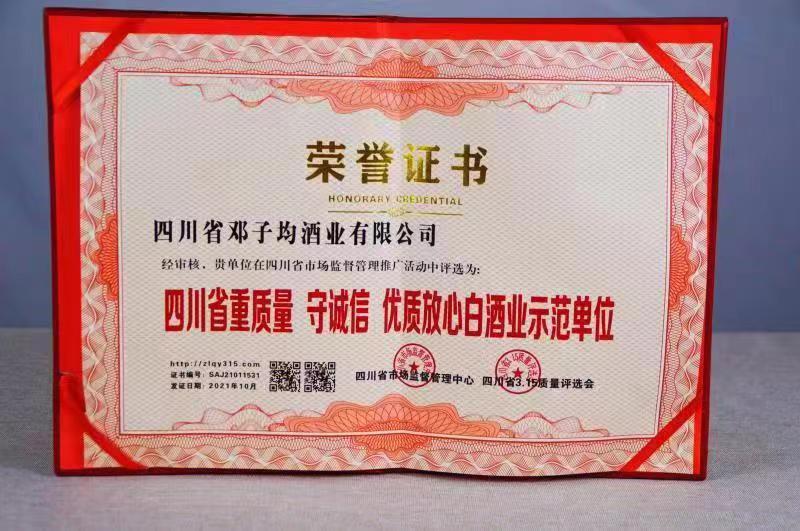 荣誉证书
HONORARY CREDENTIAL
四川省邓子均酒业有限公司
经审核，贵单位在四川省市场监督管理推广活动中评选为:
四川省重质量 守诚信 优质放心白酒业示范单位
http://zlqy315.com
证书编号: SAJ21011531
发证日期: 2021年10月
四川省市场监督管理中心 四川省3.15质量评选会